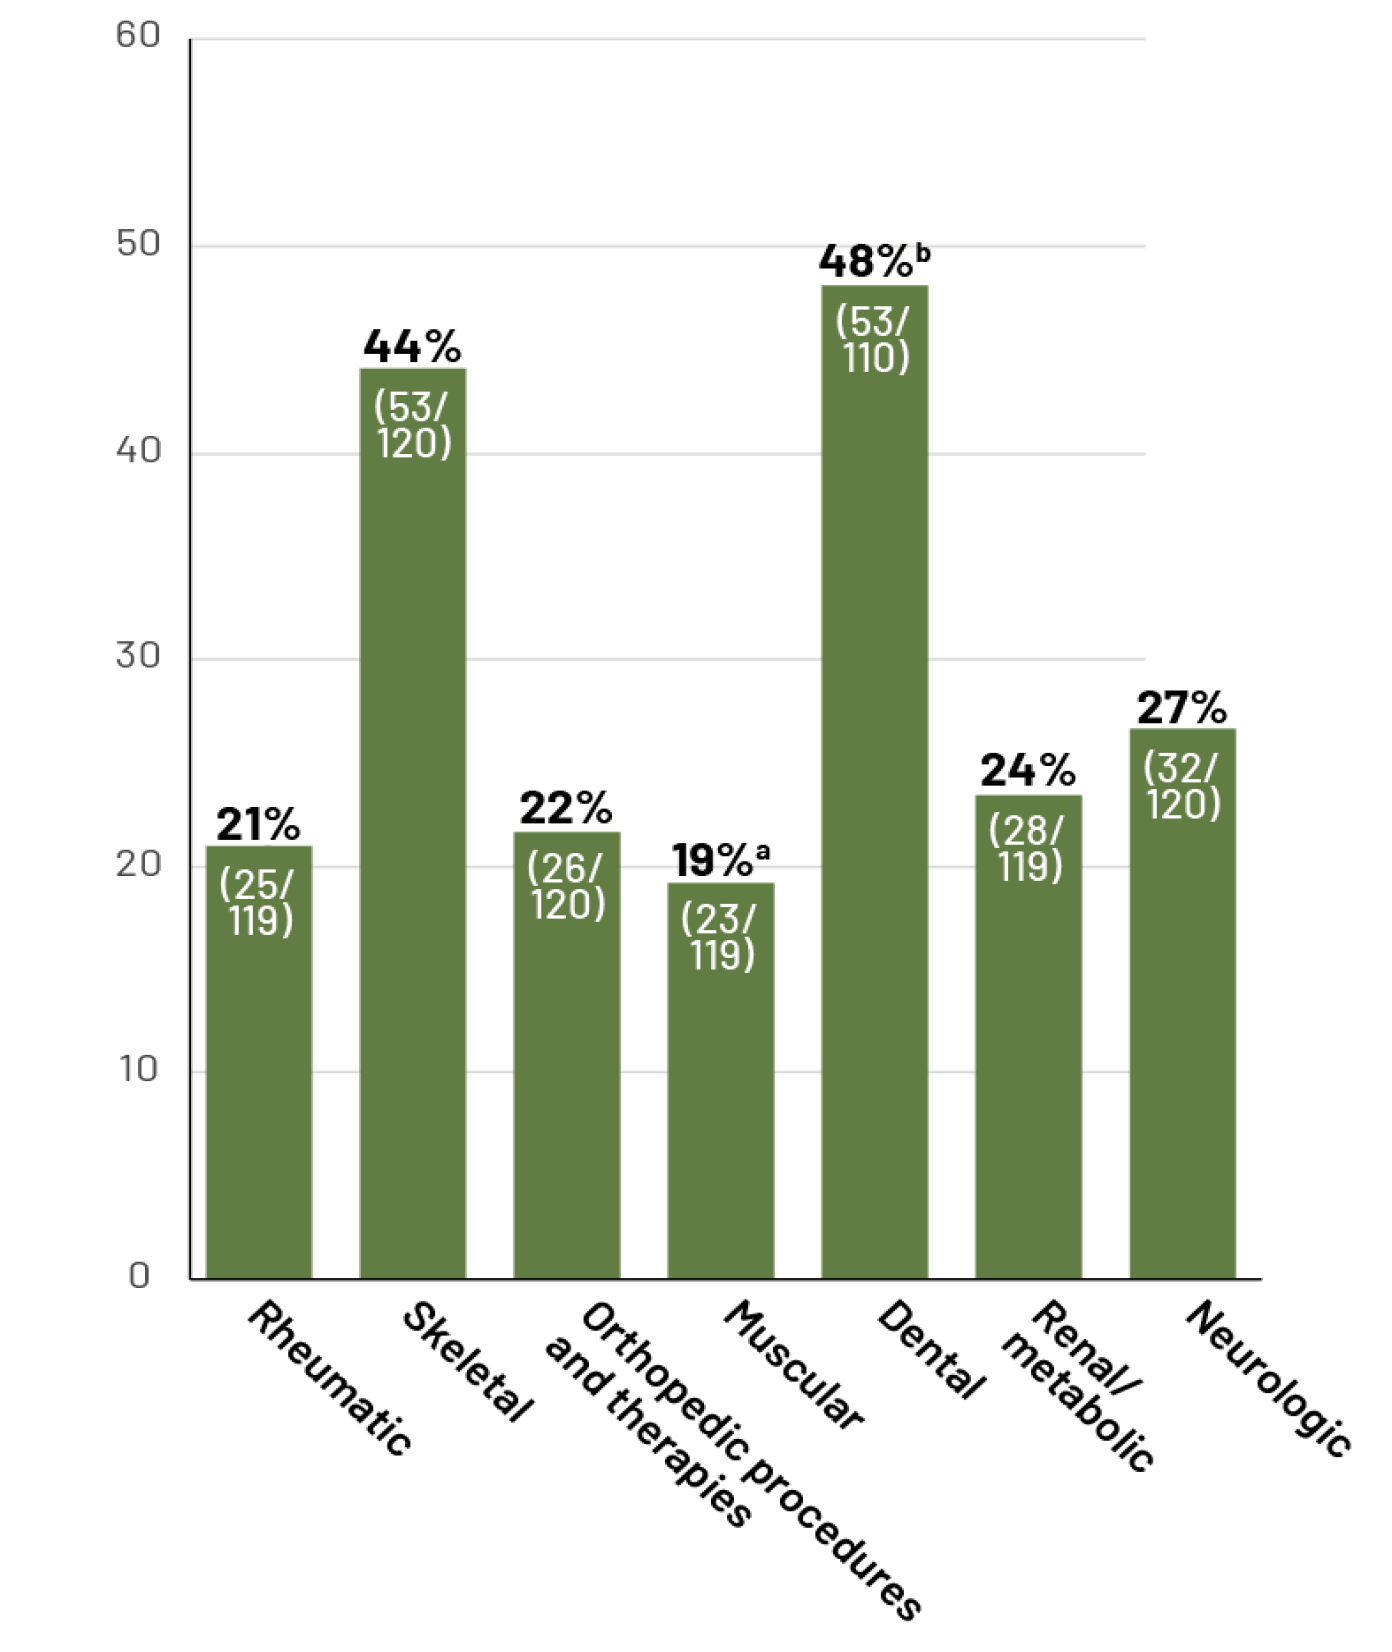 60
50
40
30
20
10
0
21%
(25/
119)
44%
(53/
120)
22%
(26/
120)
19%a
(23/
119)
48%b
(53/
110)
24%
(28/
119)
27%
(32/
120)
Rheumatic
Skeletal
Orthopedic procedures
and therapies
Muscular
Dental
Renal/
metabolic
Neurologic